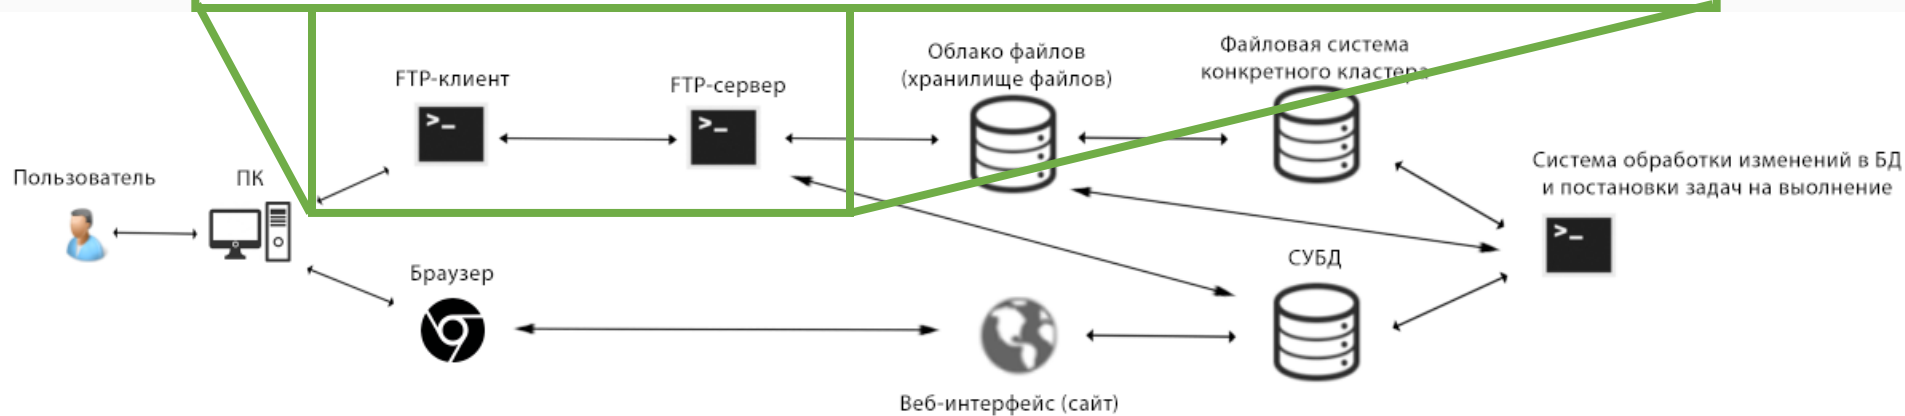 Облако файлов
(хранилище файлов)
Файловая система
конкретного кластера
FTP-клиент
FTP-сервер
>_
>_
Пользователь
ПК
Система обработки изменений в БД
и постановки задач на выолнение
>_
Браузер
СУБД
Веб-интерфейс (сайт)